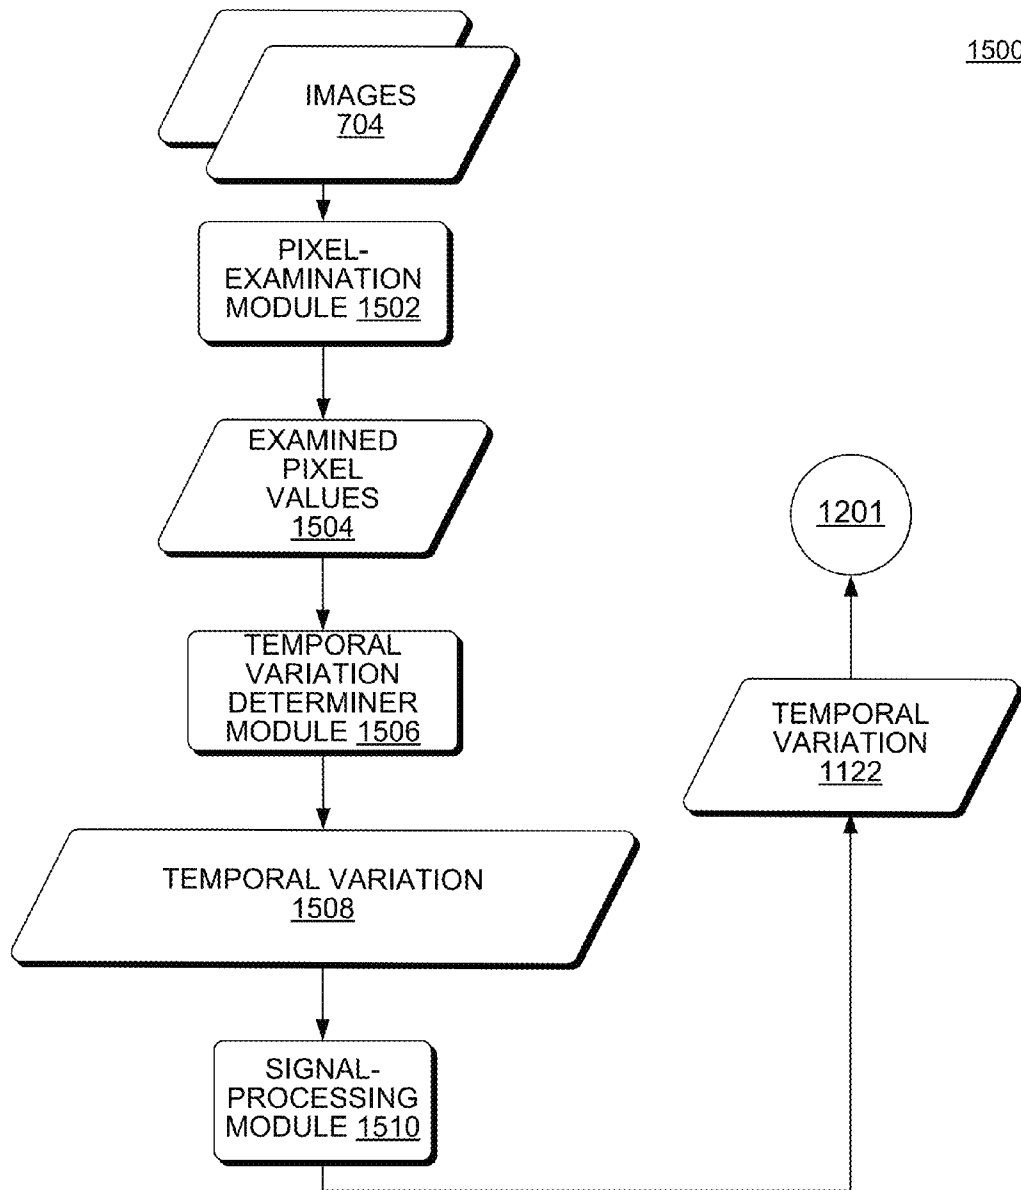 1500
IMAGES
704
PIXEL-
EXAMINATION
MODULE 1502
EXAMINED
PIXEL
VALUES
1504
TEMPORAL
VARIATION
DETERMINER
MODULE 1506
TEMPORAL VARIATION
1508
SIGNAL-
PROCESSING
MODULE 1510
TEMPORAL
VARIATION
1122
1201